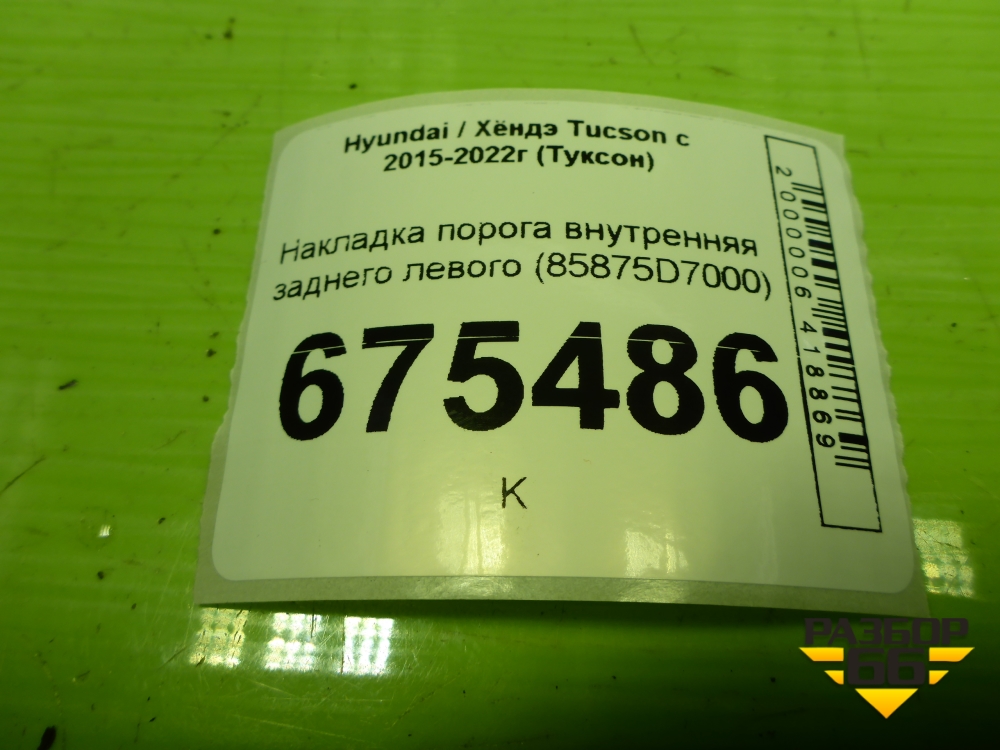 Hyundai / Хёндэ Tucson с
2015-2022г (Туксон)
Накладка порога внутренняя
заднего левого (85875D7000)
675486
К
2000006418869
РАЗБОР
66